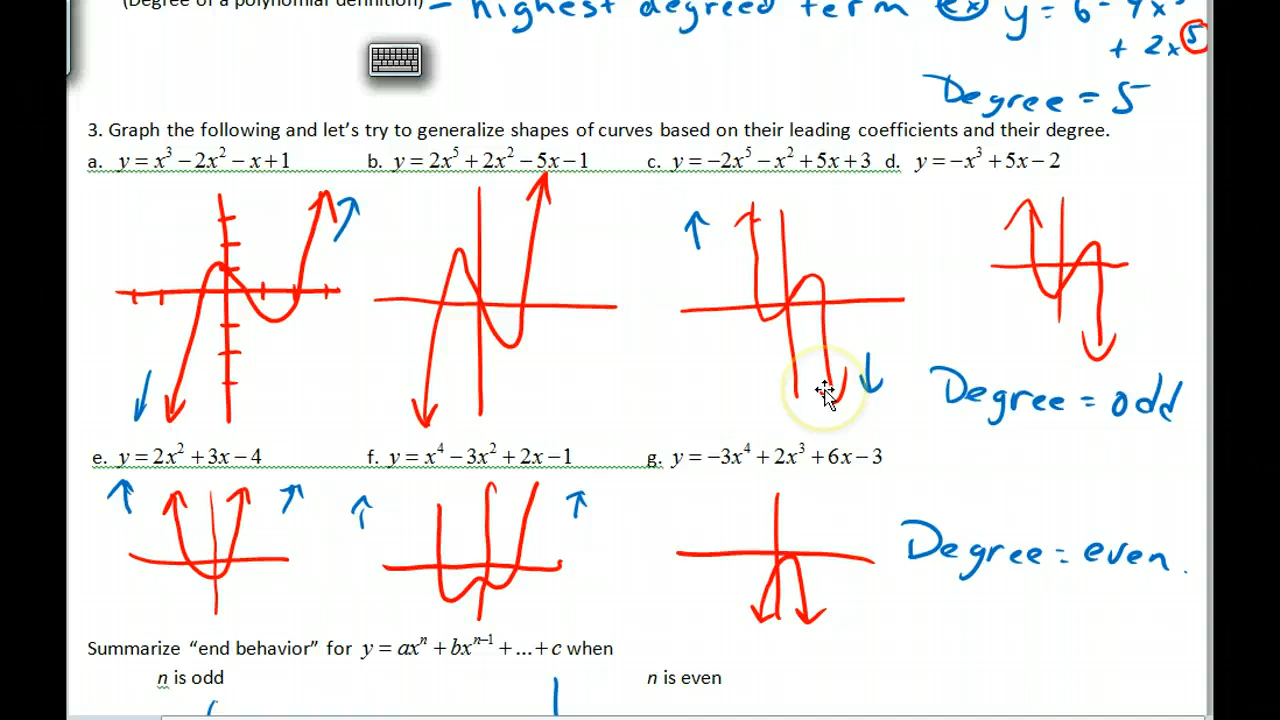 (Degree of a polynomial definition) – highest degreed term ex y = 6 - 4x
+ 2x⁵
Degree = 5
3. Graph the following and let's try to generalize shapes of curves based on their leading coefficients and their degree.
a. y = x³ − 2x² − x + 1 b. y = 2x⁵ + 2x² − 5x − 1 c. y = −2x⁵ − x² + 5x + 3 d. y = −x³ + 5x − 2
Degree = odd
e. y = 2x² + 3x − 4 f. y = x⁴ − 3x² + 2x − 1 g. y = −3x⁴ + 2x³ + 6x − 3
Degree = even.
Summarize “end behavior” for y = axⁿ + bxⁿ⁻¹ + ... + c when
n is odd n is even